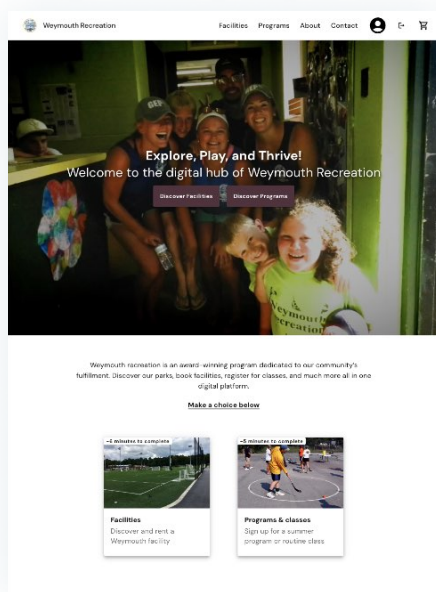 Weymouth Recreation
Facilities Programs About Contact
Explore, Play, and Thrive!
Welcome to the digital hub of Weymouth Recreation
Discover Facilities Discover Programs
Weymouth
Recreation
Weymouth recreation is an award-winning program dedicated to our community's
fulfillment. Discover our parks, book facilities, register for classes, and much more all in one
digital platform.
Make a choice below
~5 minutes to complete
~5 minutes to complete
Facilities
Discover and rent a
Weymouth facility
Programs & classes
Sign up for a summer
program or routine class